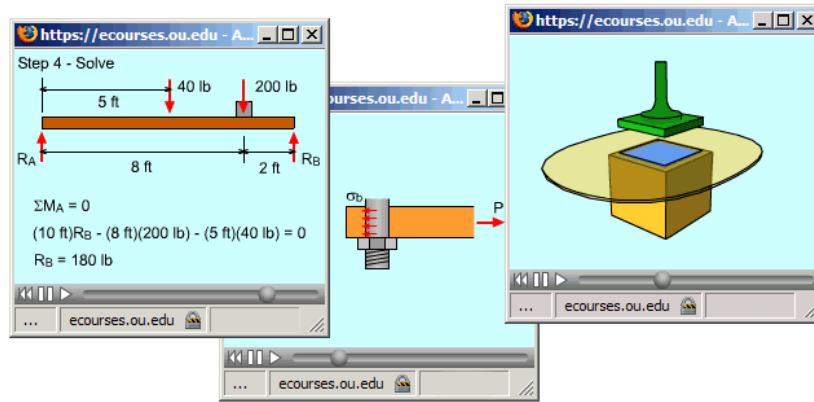 https://ecourses.ou.edu - A...
Step 4 - Solve
40 lb
200 lb
5 ft
RA
8 ft
2 ft
RB
ΣMA = 0
(10 ft)RB - (8 ft)(200 lb) - (5 ft)(40 lb) = 0
RB = 180 lb
...
ecourses.ou.edu
ourses.ou.edu - A...
σb
P
...
ecourses.ou.edu
https://ecourses.ou.edu - A...
...
ecourses.ou.edu